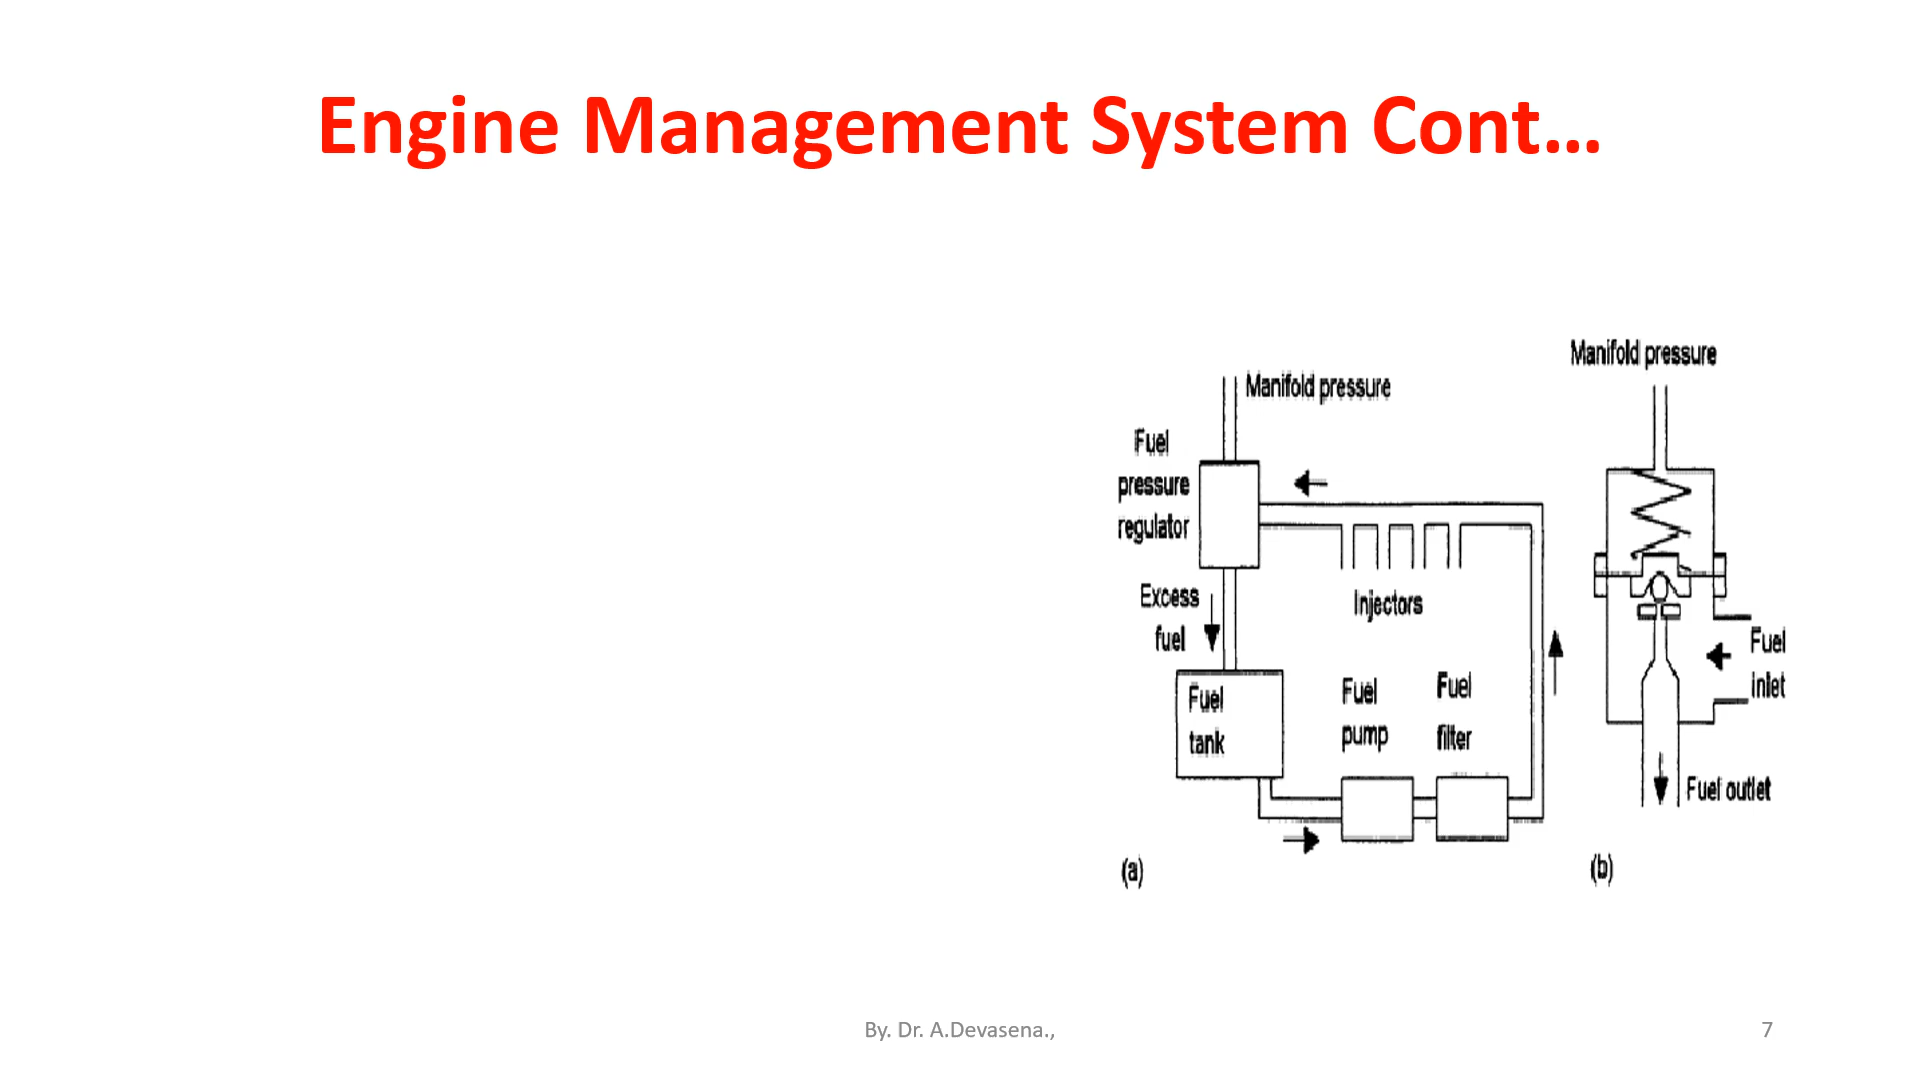 Engine Management System Cont...
Manifold pressure
Manifold pressure
Fuel
pressure
regulator
Excess
fuel
Injectors
Fuel
tank
Fuel
pump
Fuel
filter
Fuel
inlet
Fuel outlet
(a)
(b)
By. Dr. A.Devasena.,
7